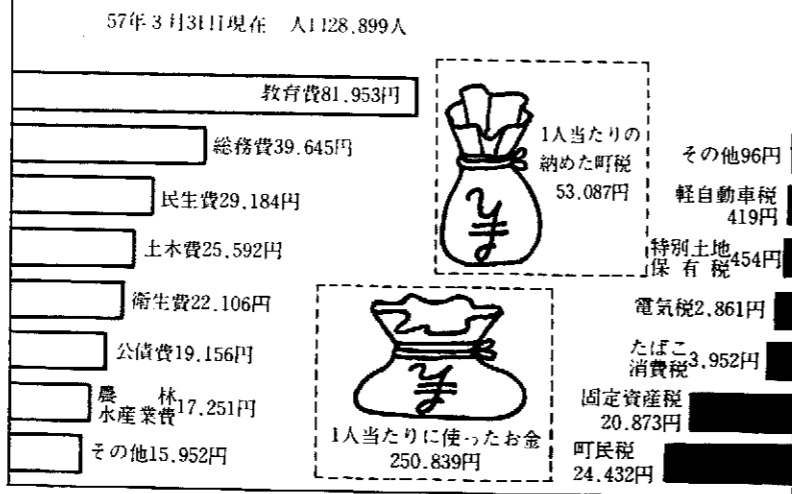 57年3月31日現在 人口28,899人
教育費81,953円
総務費39,645円
民生費29,184円
土木費25,592円
衛生費22,106円
公債費19,156円
農林
水産業費17,251円
その他15,952円
1人当たりの
納めた町税
53,087円
1人当たりに使ったお金
250,839円
その他96円
軽自動車税
419円
特別土地
保有税454円
電気税2,861円
たばこ
消費税3,952円
固定資産税
20,873円
町民税
24,432円